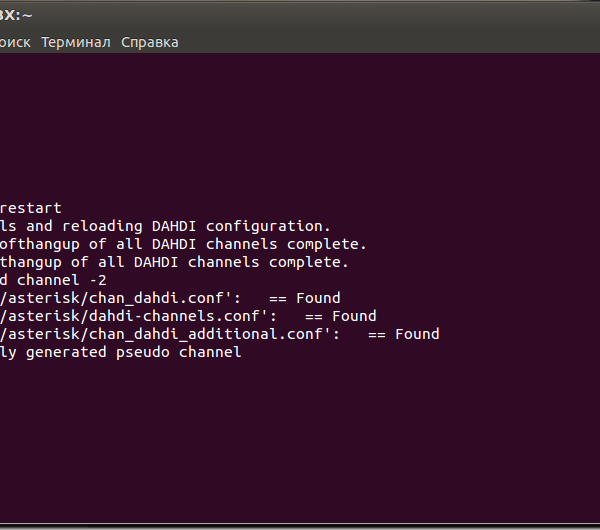 BX:~
оиск Терминал Справка
restart
ls and reloading DAHDI configuration.
ofthangup of all DAHDI channels complete.
thangup of all DAHDI channels complete.
d channel -2
/asterisk/chan_dahdi.conf': == Found
/asterisk/dahdi-channels.conf': == Found
/asterisk/chan_dahdi_additional.conf': == Found
ly generated pseudo channel